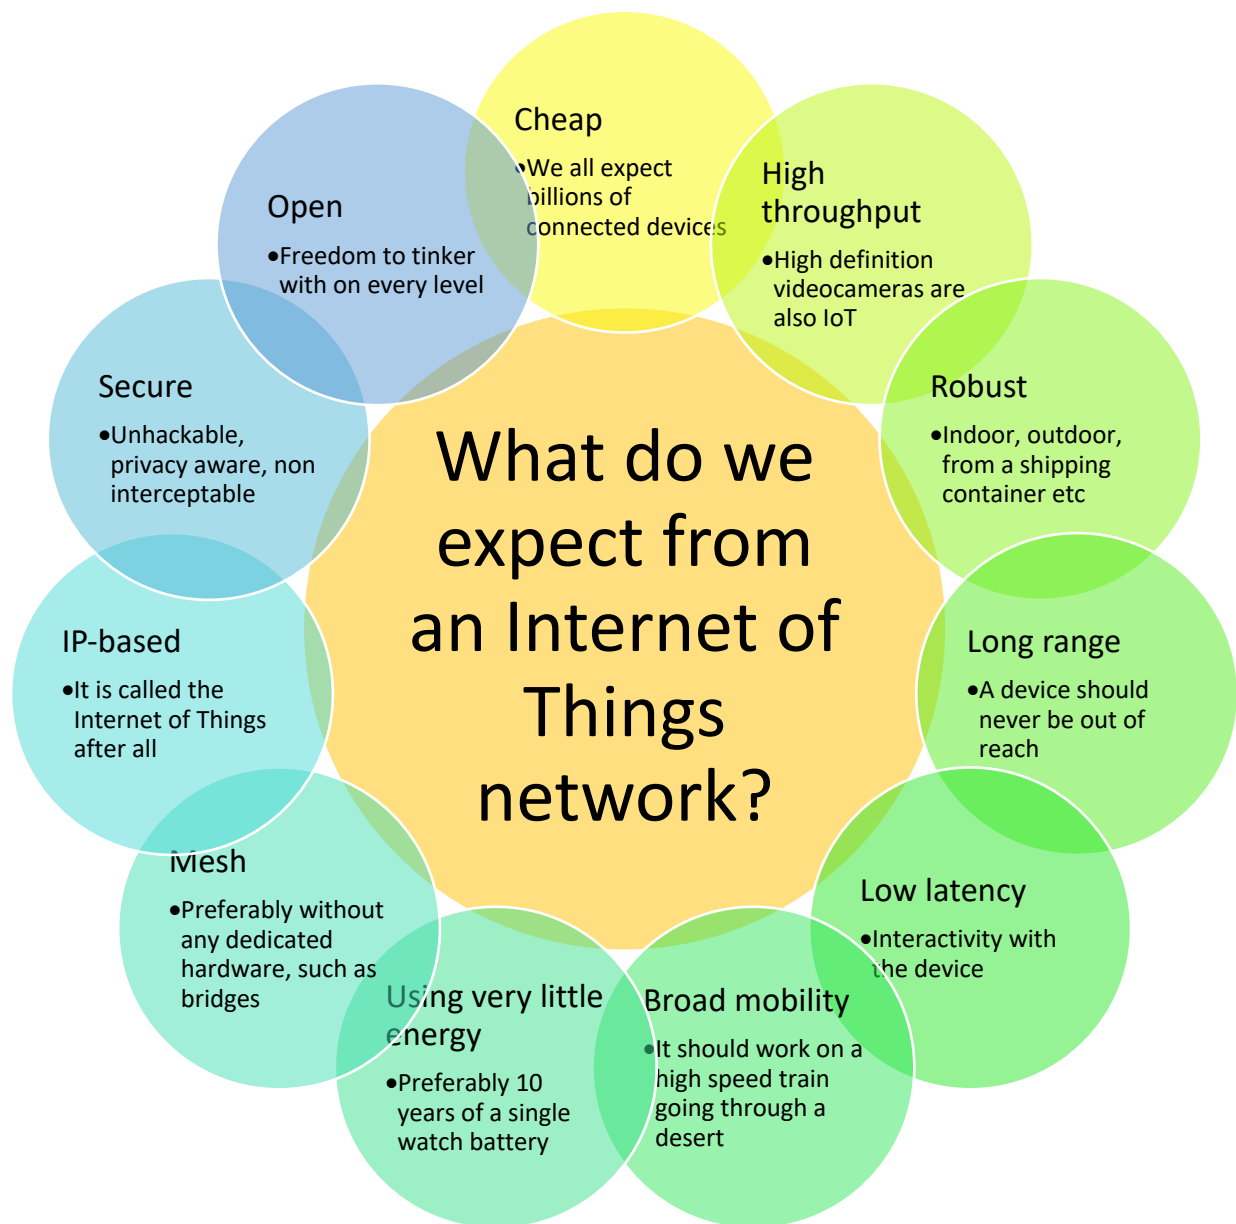 Cheap
•We all expect
billions of
connected devices
High
throughput
•High definition
videocameras are
also IoT
Robust
•Indoor, outdoor,
from a shipping
container etc
Long range
•A device should
never be out of
reach
Low latency
•Interactivity with
the device
Broad mobility
•It should work on a
high speed train
going through a
desert
Using very little
energy
•Preferably 10
years of a single
watch battery
Mesh
•Preferably without
any dedicated
hardware, such as
bridges
IP-based
•It is called the
Internet of Things
after all
Secure
•Unhackable,
privacy aware, non
interceptable
Open
•Freedom to tinker
with on every level
What do we
expect from
an Internet of
Things
network?